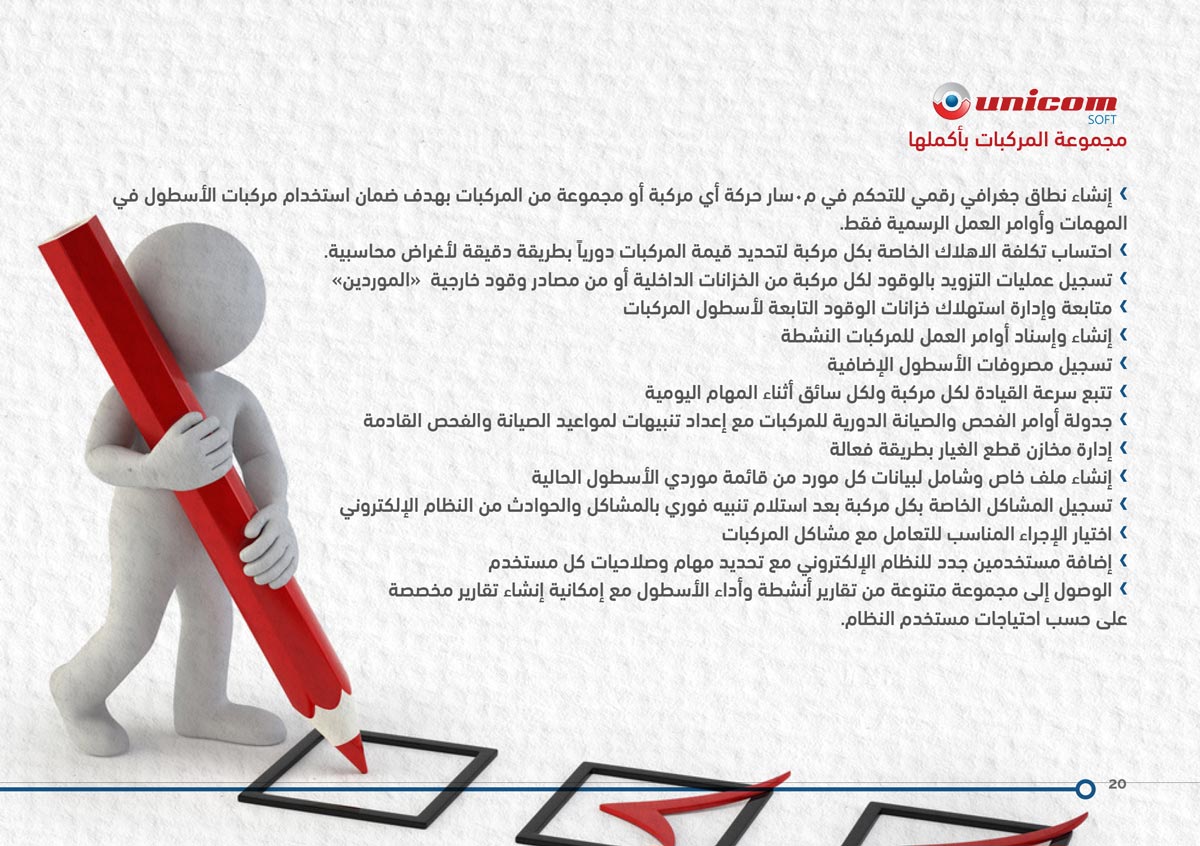 unicom
SOFT
مجموعة المركبات بأكملها
❯ إنشاء نطاق جغرافي رقمي للتحكم في م٠سار حركة أي مركبة أو مجموعة من المركبات بهدف ضمان استخدام مركبات الأسطول في
المهمات وأوامر العمل الرسمية فقط.
❯ احتساب تكلفة الاهلاك الخاصة بكل مركبة لتحديد قيمة المركبات دورياً بطريقة دقيقة لأغراض محاسبية.
❯ تسجيل عمليات التزويد بالوقود لكل مركبة من الخزانات الداخلية أو من مصادر وقود خارجية «الموردين»
❯ متابعة وإدارة استهلاك خزانات الوقود التابعة لأسطول المركبات
❯ إنشاء وإسناد أوامر العمل للمركبات النشطة
❯ تسجيل مصروفات الأسطول الإضافية
❯ تتبع سرعة القيادة لكل مركبة ولكل سائق أثناء المهام اليومية
❯ جدولة أوامر الفحص والصيانة الدورية للمركبات مع إعداد تنبيهات لمواعيد الصيانة والفحص القادمة
❯ إدارة مخازن قطع الغيار بطريقة فعالة
❯ إنشاء ملف خاص وشامل لبيانات كل مورد من قائمة موردي الأسطول الحالية
❯ تسجيل المشاكل الخاصة بكل مركبة بعد استلام تنبيه فوري بالمشاكل والحوادث من النظام الإلكتروني
❯ اختيار الإجراء المناسب للتعامل مع مشاكل المركبات
❯ إضافة مستخدمين جدد للنظام الإلكتروني مع تحديد مهام وصلاحيات كل مستخدم
❯ الوصول إلى مجموعة متنوعة من تقارير أنشطة وأداء الأسطول مع إمكانية إنشاء تقارير مخصصة
على حسب احتياجات مستخدم النظام.
20